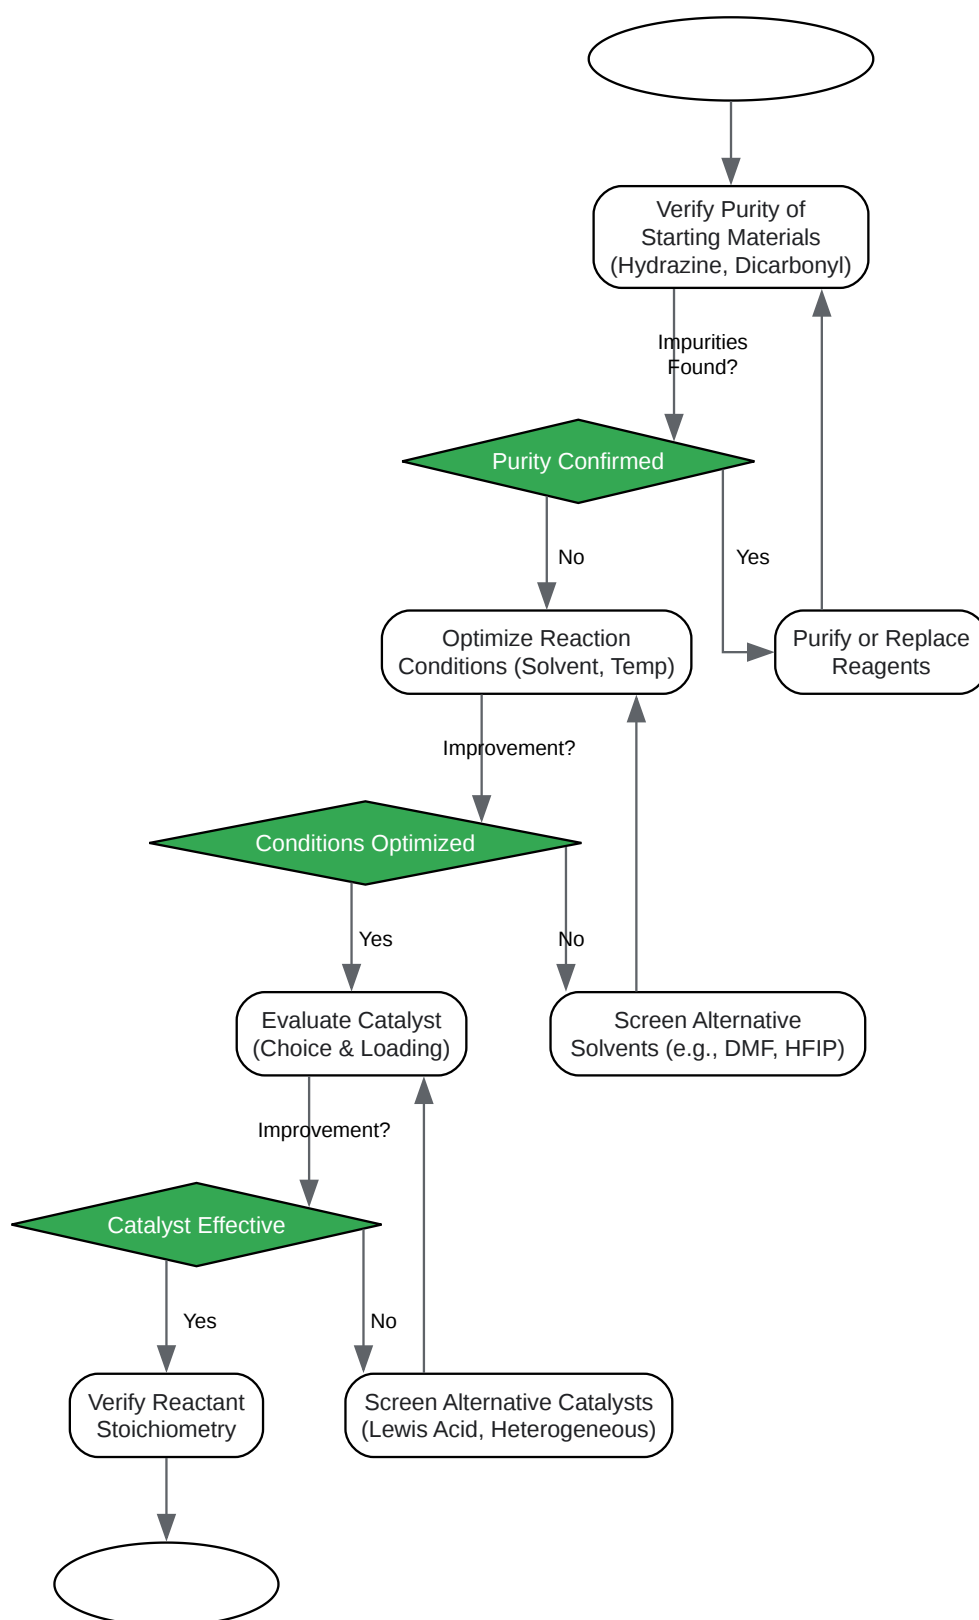 Verify Purity of
Starting Materials
(Hydrazine, Dicarbonyl)
Impurities
Found?
Purity Confirmed
No
Yes
Optimize Reaction
Conditions (Solvent, Temp)
Purify or Replace
Reagents
Improvement?
Conditions Optimized
Yes
No
Evaluate Catalyst
(Choice & Loading)
Screen Alternative
Solvents (e.g., DMF, HFIP)
Improvement?
Catalyst Effective
Yes
No
Verify Reactant
Stoichiometry
Screen Alternative Catalysts
(Lewis Acid, Heterogeneous)